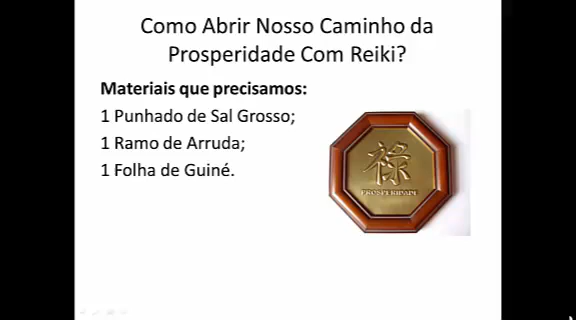 Como Abrir Nosso Caminho da
Prosperidade Com Reiki?
Materiais que precisamos:
1 Punhado de Sal Grosso;
1 Ramo de Arruda;
1 Folha de Guiné.
禄
PROSPERIDADE